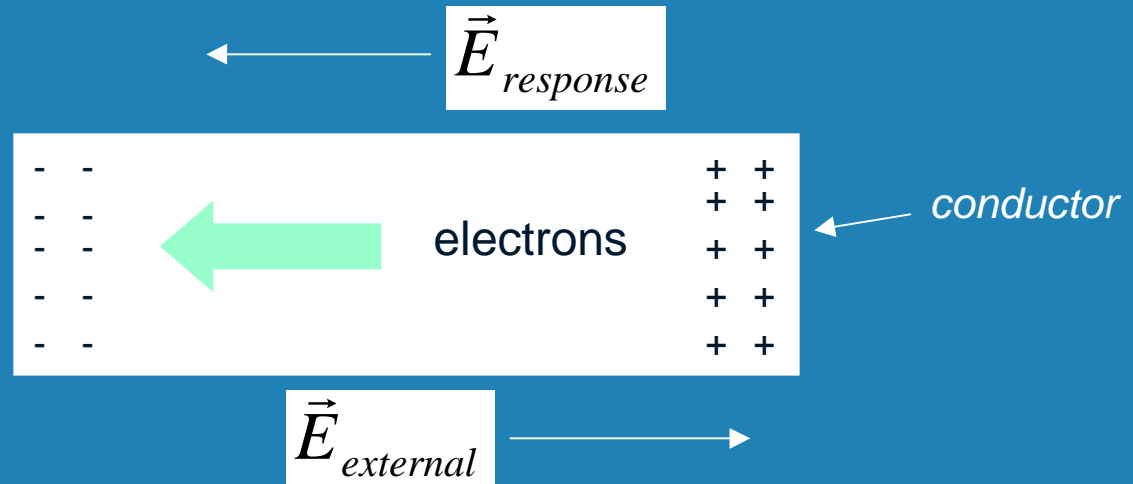 E⃗ response
- - + +
+ +
- -
- - electrons + + conductor
- - + +
- - + +
E⃗ external